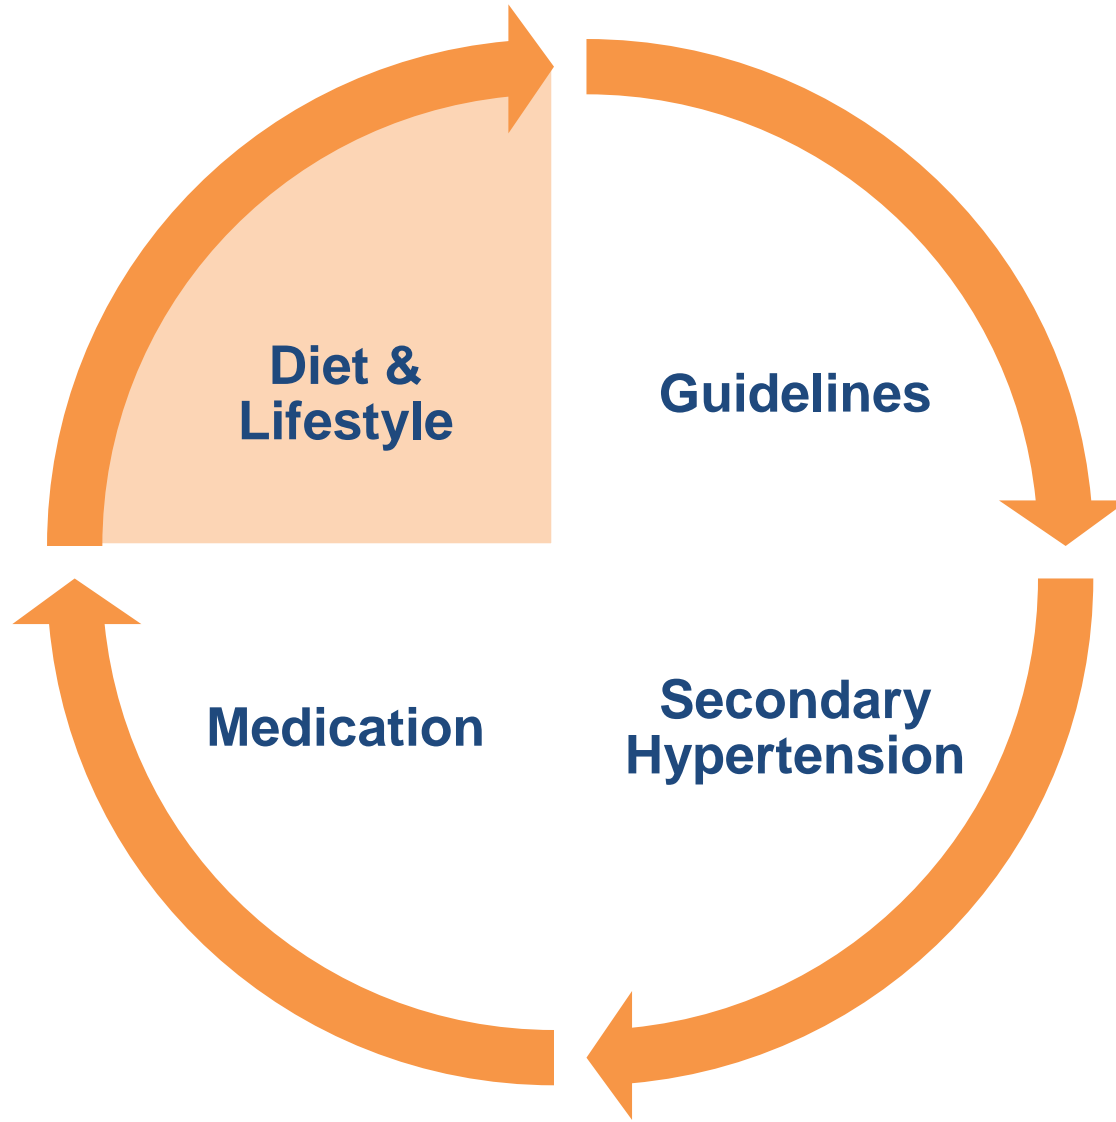 Diet &
Lifestyle
Guidelines
Medication
Secondary
Hypertension